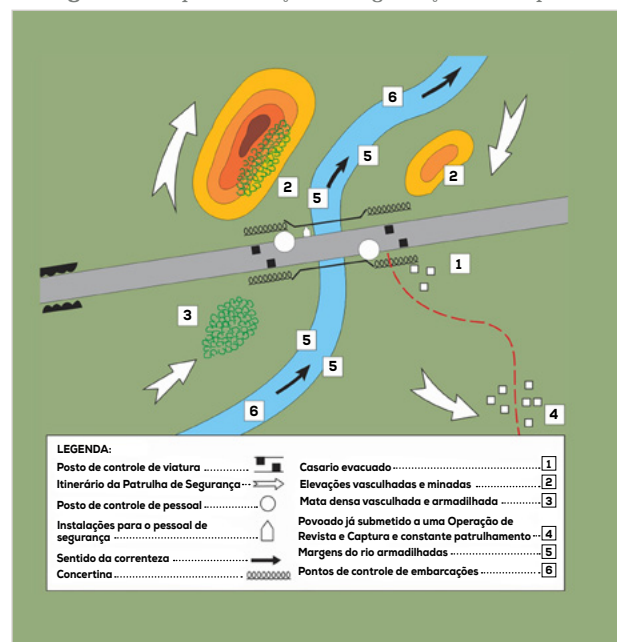 6
5
2
5
2
1
3
5
5
6
4
LEGENDA:
Posto de controle de viatura
Itinerário da Patrulha de Segurança
Posto de controle de pessoal
Instalações para o pessoal de
segurança
Sentido da correnteza
Concertina
Casario evacuado 1
Elevações vasculhadas e minadas 2
Mata densa vasculhada e armadilhada 3
Povoado já submetido a uma Operação de
Revista e Captura e constante patrulhamento 4
Margens do rio armadilhadas 5
Pontos de controle de embarcações 6